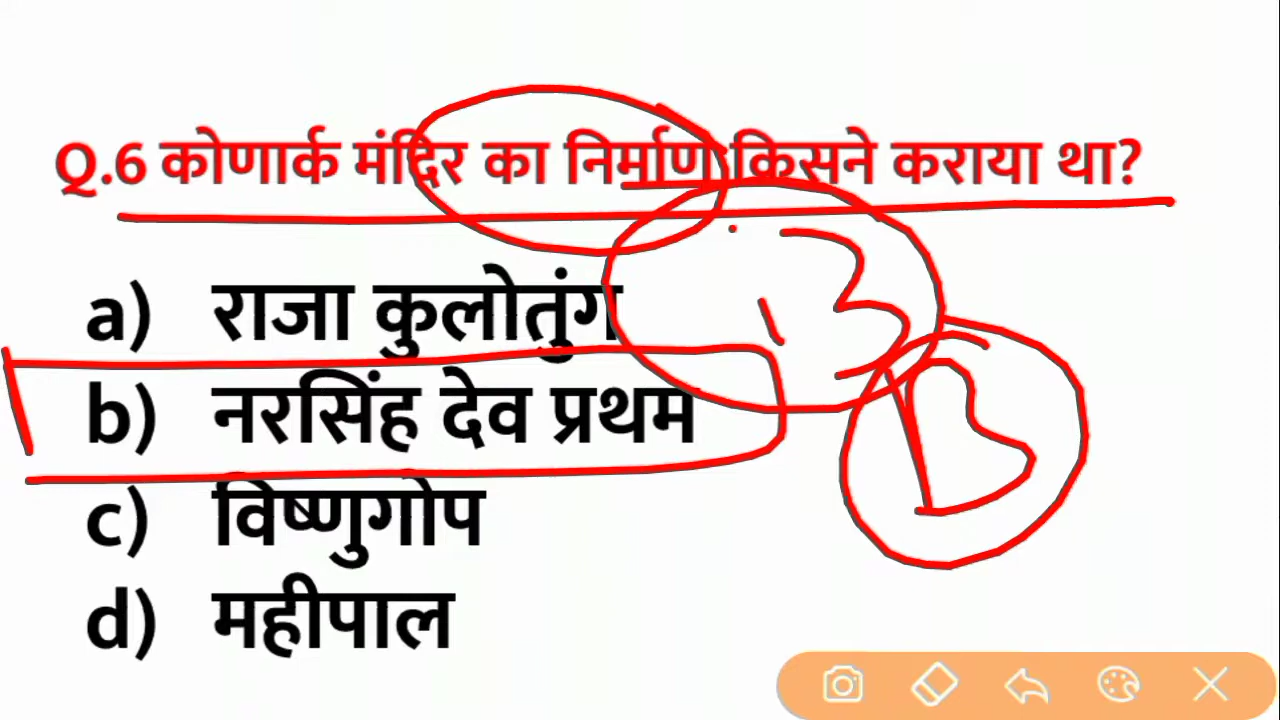 Q.6 कोणार्क मंदिर का निर्माण किसने कराया था?
a) राजा कुलोतुंग
b) नरसिंह देव प्रथम
c) विष्णुगोप
d) महीपाल
B